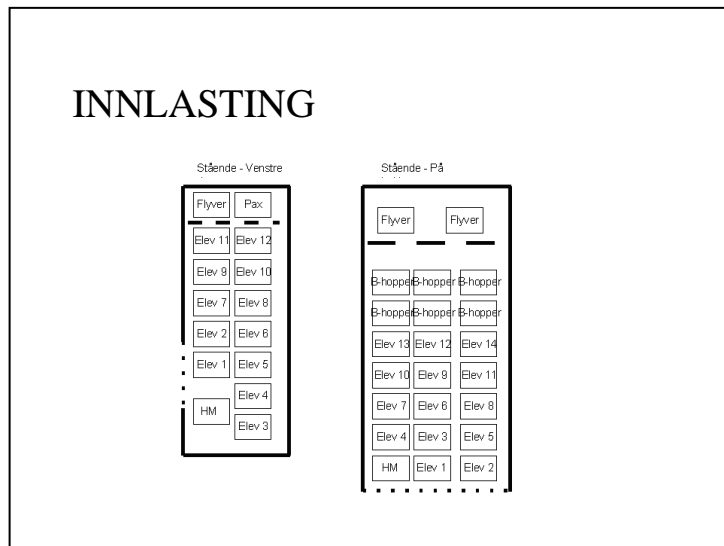 INNLASTING
Stående - Venstre
Flyver Pax
Elev 11 Elev 12
Elev 9 Elev 10
Elev 7 Elev 8
Elev 2 Elev 6
Elev 1 Elev 5
Elev 4
HM
Elev 3
Stående - På
Flyver Flyver
B-hopper B-hopper B-hopper
B-hopper B-hopper B-hopper
Elev 13 Elev 12 Elev 14
Elev 10 Elev 9 Elev 11
Elev 7 Elev 6 Elev 8
Elev 4 Elev 3 Elev 5
HM Elev 1 Elev 2